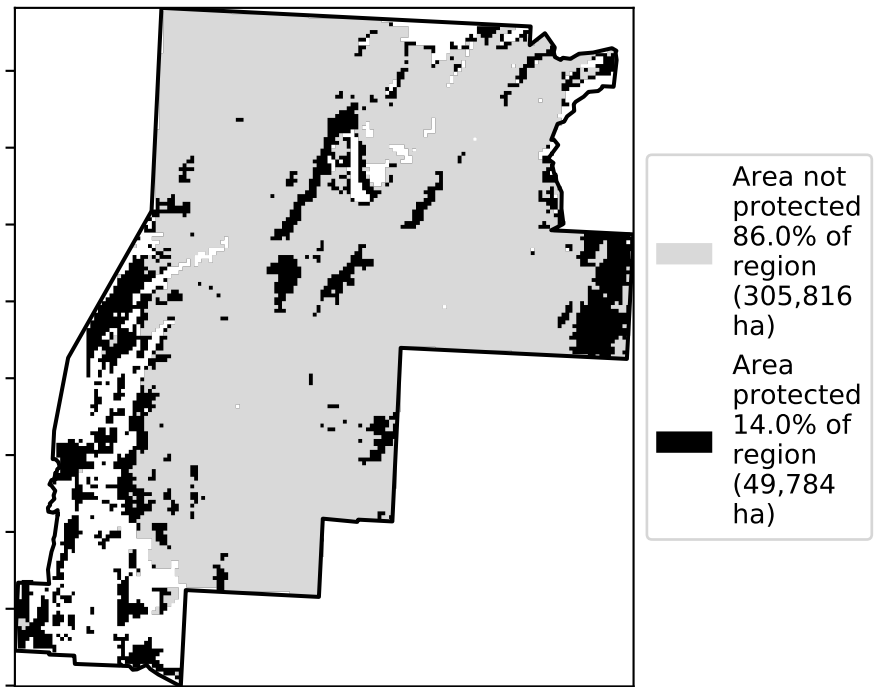 Area not
protected
86.0% of
region
(305,816
ha)
Area
protected
14.0% of
region
(49,784
ha)